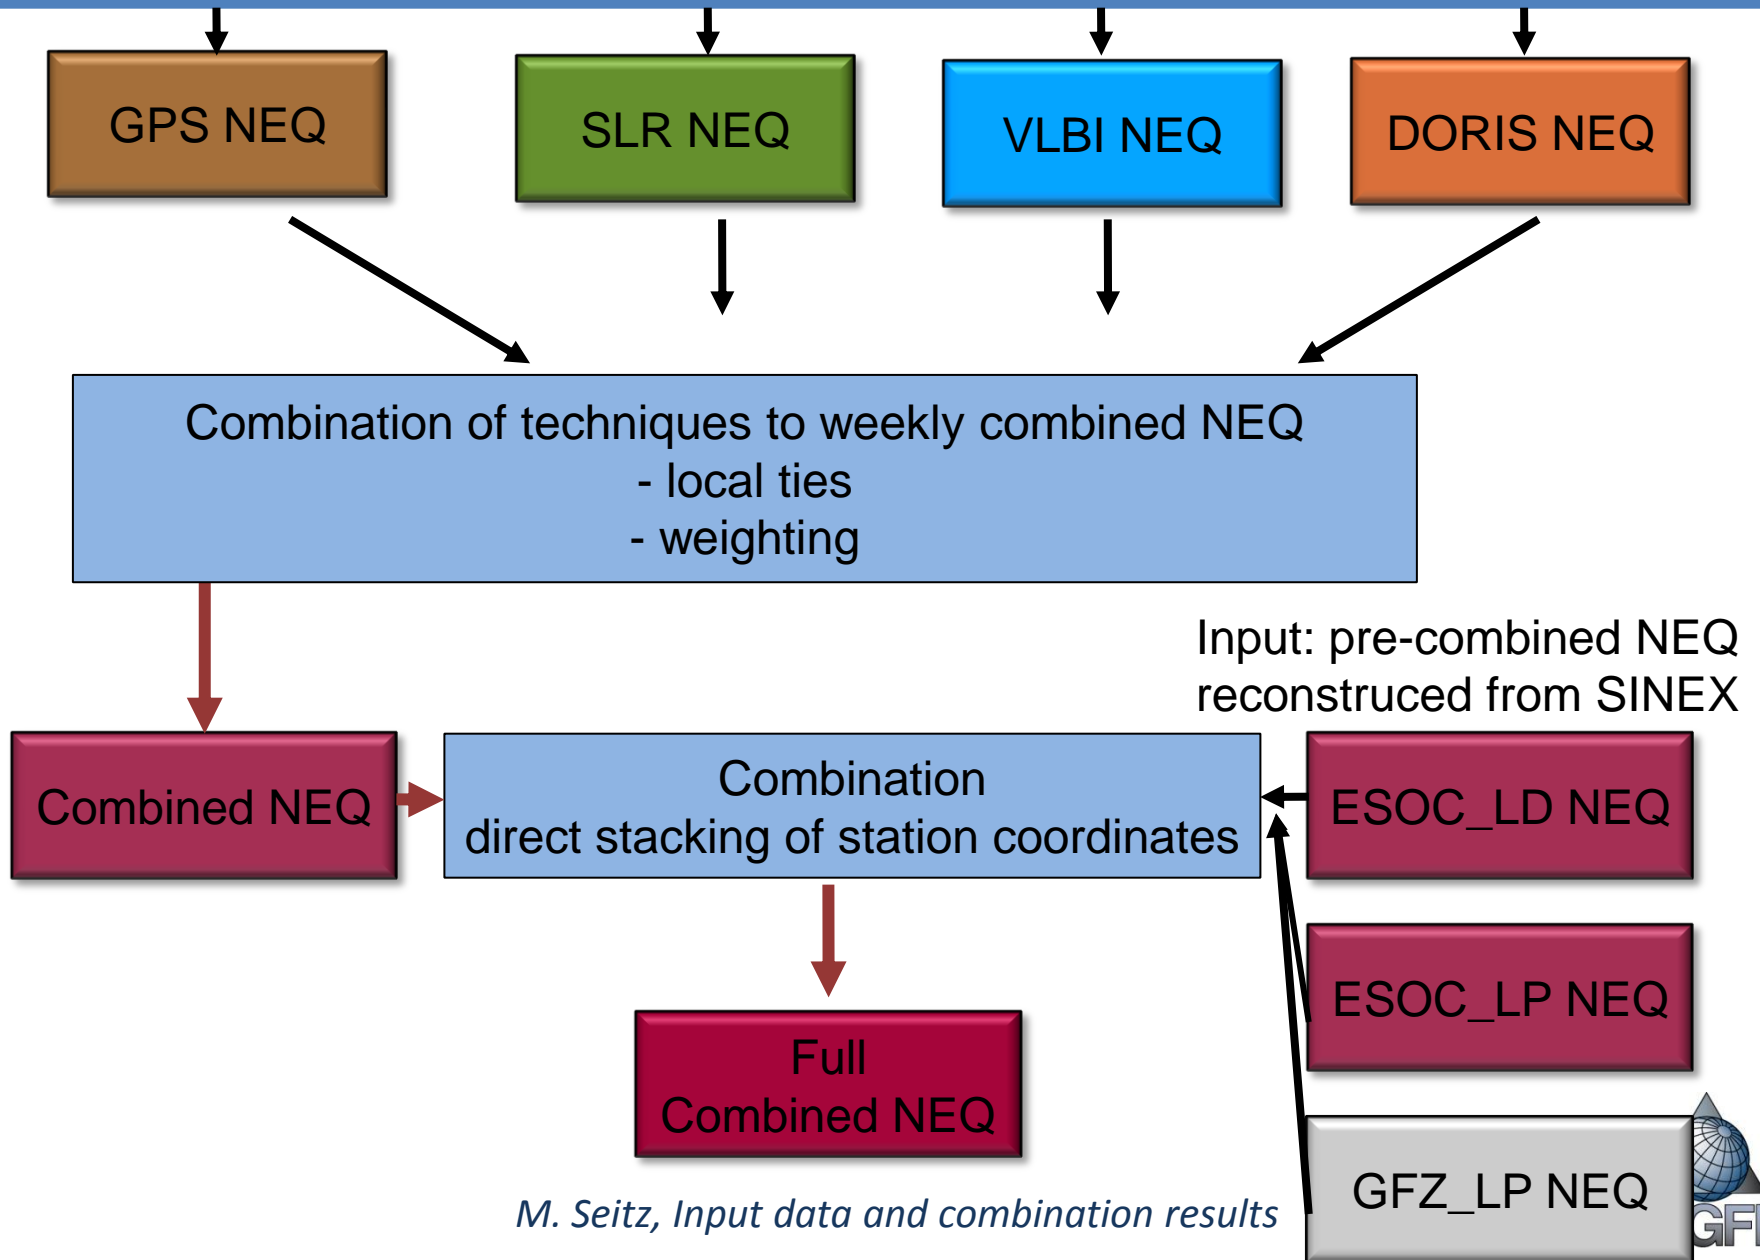 GPS NEQ
SLR NEQ
VLBI NEQ
DORIS NEQ
Combination of techniques to weekly combined NEQ
- local ties
- weighting
Input: pre-combined NEQ
reconstruced from SINEX
Combined NEQ
Combination
direct stacking of station coordinates
ESOC_LD NEQ
ESOC_LP NEQ
Full
Combined NEQ
GFZ_LP NEQ
M. Seitz, Input data and combination results